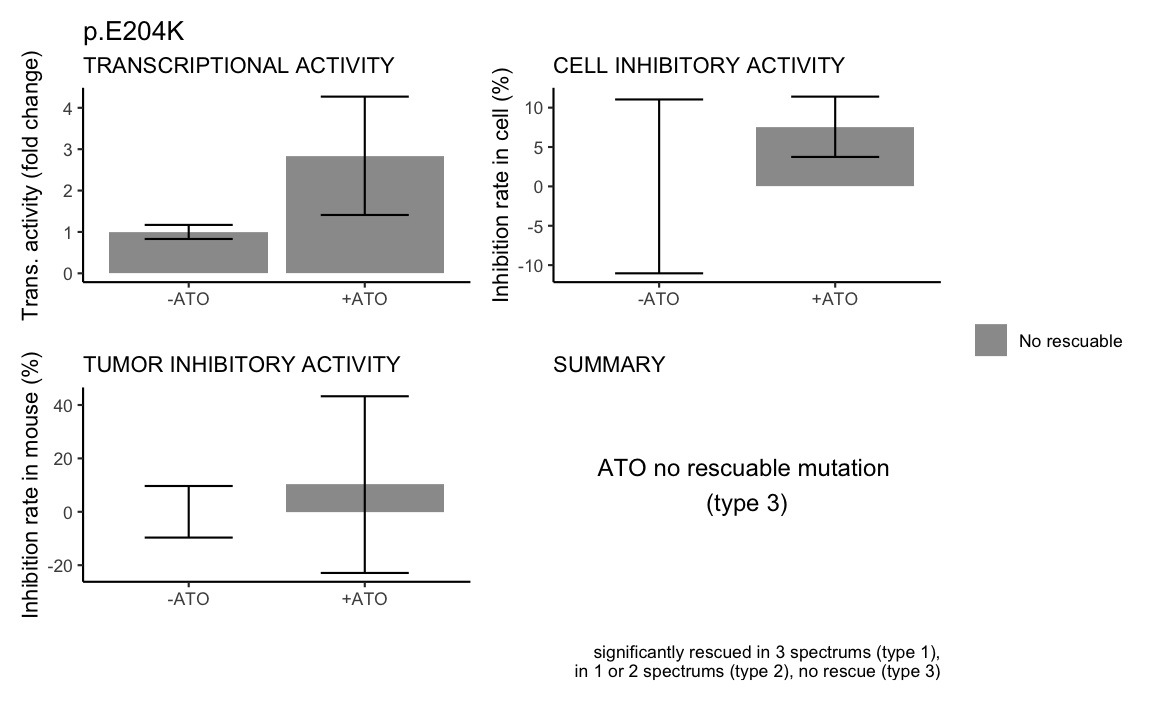 p.E204K
TRANSCRIPTIONAL ACTIVITY
Trans. activity (fold change)
4
3
2
1
0
-ATO
+ATO
CELL INHIBITORY ACTIVITY
Inhibition rate in cell (%)
10
5
0
-5
-10
-ATO
+ATO
No rescuable
TUMOR INHIBITORY ACTIVITY
Inhibition rate in mouse (%)
40
20
0
-20
-ATO
+ATO
SUMMARY
ATO no rescuable mutation
(type 3)
significantly rescued in 3 spectrums (type 1),
in 1 or 2 spectrums (type 2), no rescue (type 3)